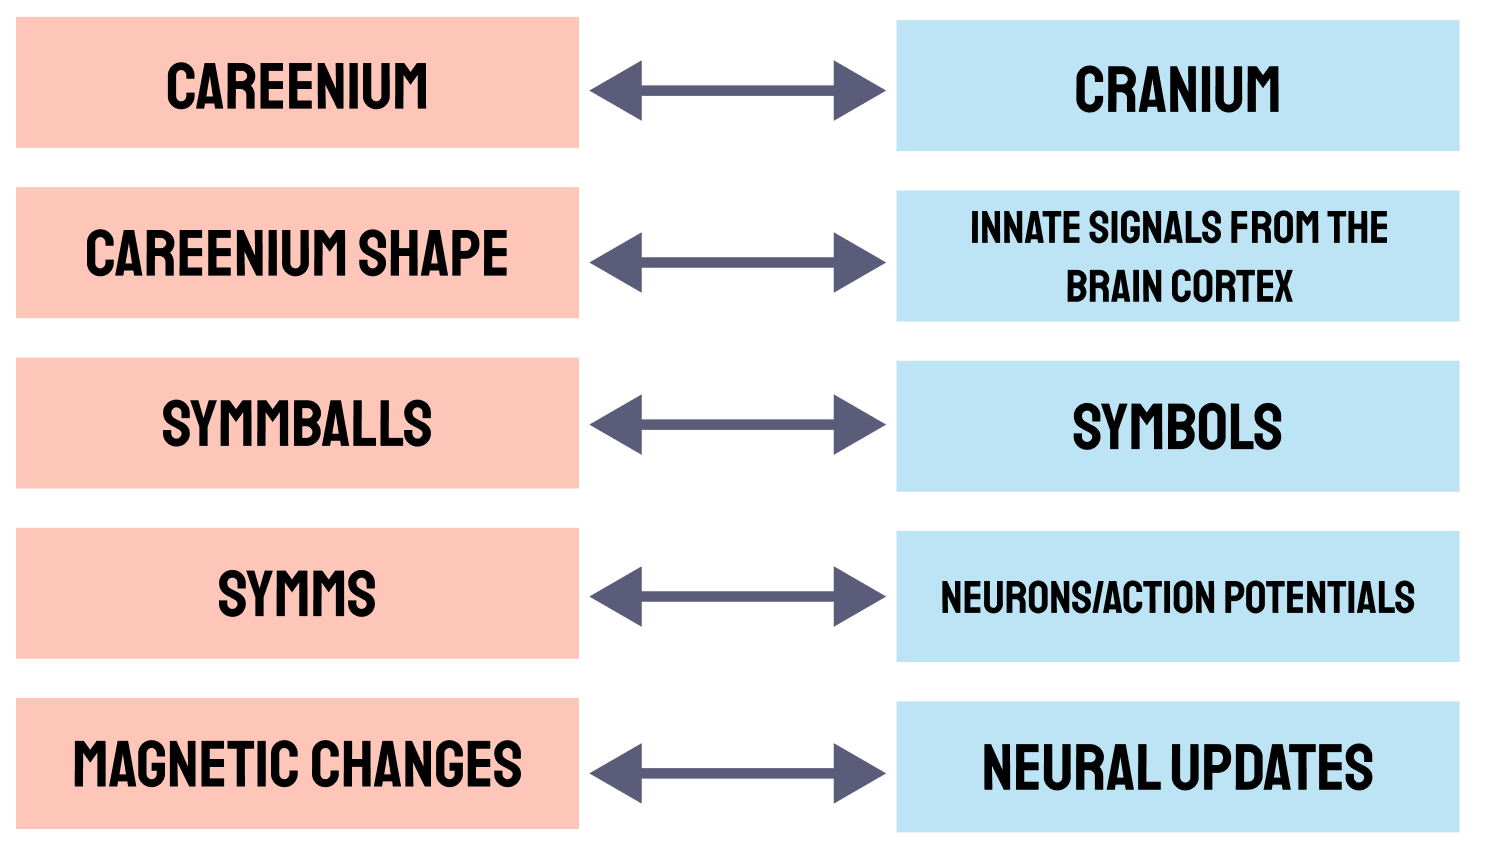 CAREENIUM
CRANIUM
CAREENIUM SHAPE
INNATE SIGNALS FROM THE
BRAIN CORTEX
SYMMBALLS
SYMBOLS
SYMMS
NEURONS/ACTION POTENTIALS
MAGNETIC CHANGES
NEURAL UPDATES